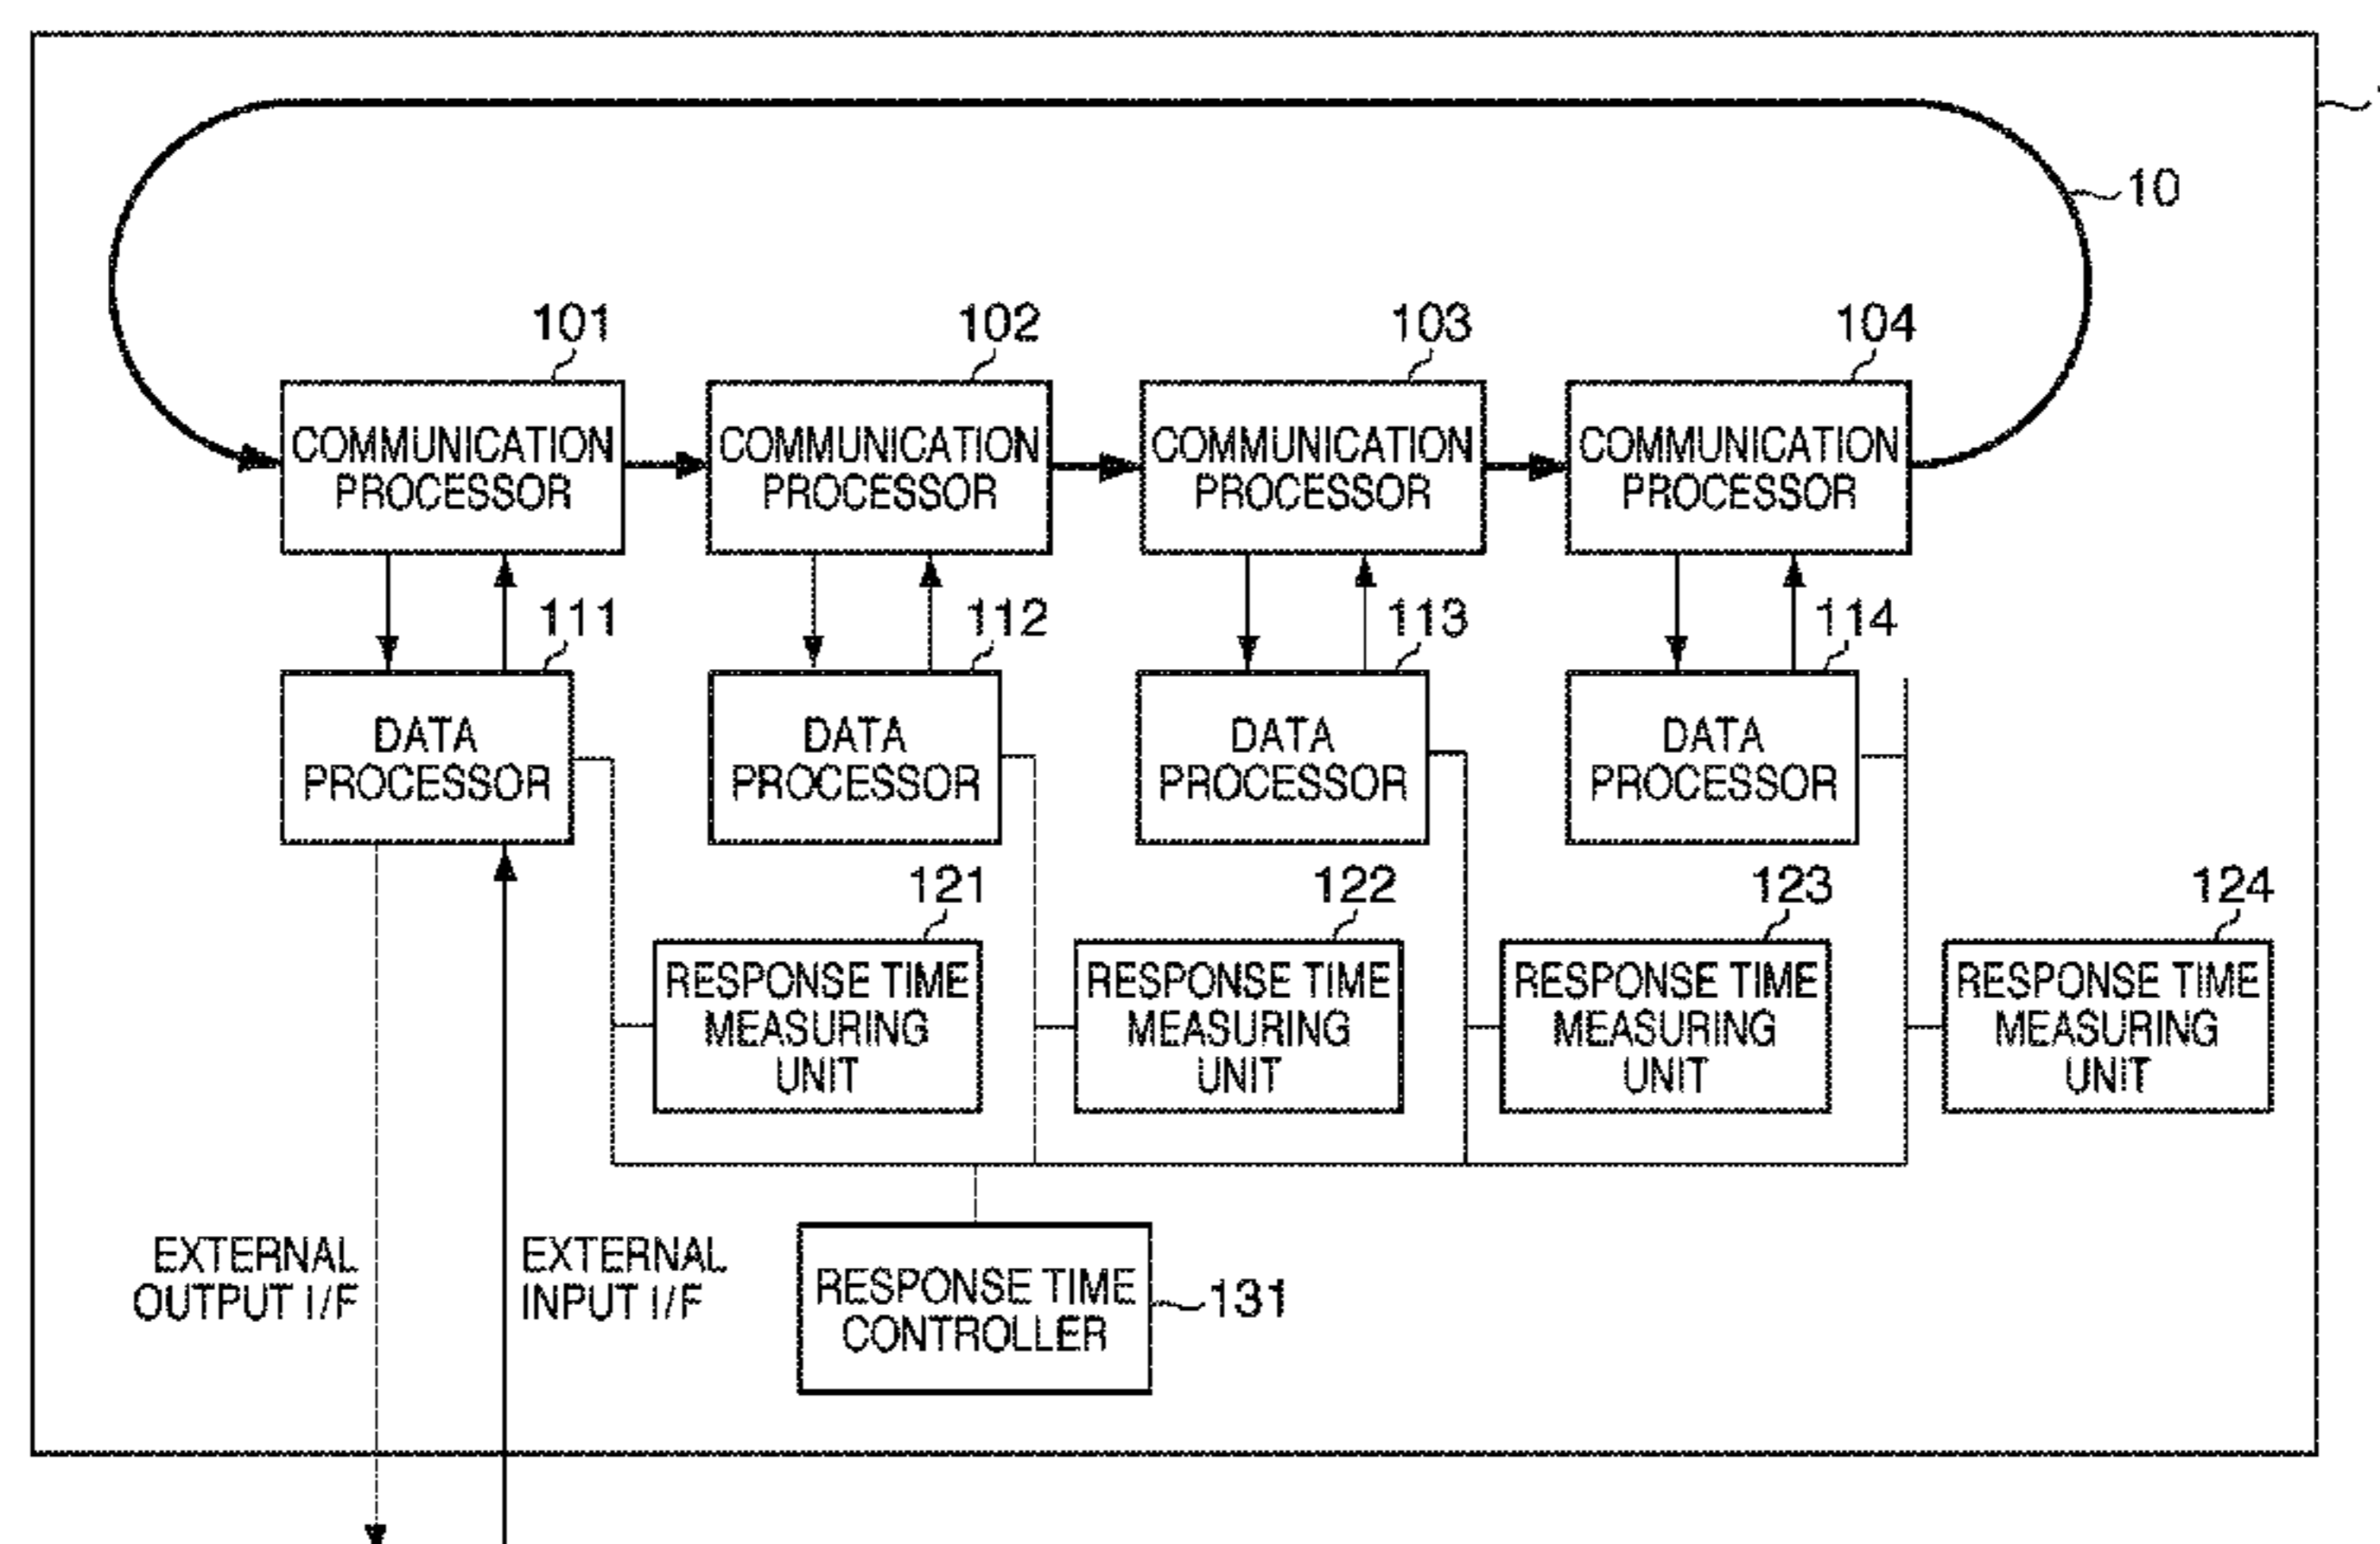 10
101
102
103
104
COMMUNICATION
PROCESSOR
COMMUNICATION
PROCESSOR
COMMUNICATION
PROCESSOR
COMMUNICATION
PROCESSOR
111
112
113
114
DATA
PROCESSOR
DATA
PROCESSOR
DATA
PROCESSOR
DATA
PROCESSOR
121
122
123
124
RESPONSE TIME
MEASURING
UNIT
RESPONSE TIME
MEASURING
UNIT
RESPONSE TIME
MEASURING
UNIT
RESPONSE TIME
MEASURING
UNIT
EXTERNAL
OUTPUT I/F
EXTERNAL
INPUT I/F
RESPONSE TIME
CONTROLLER
131